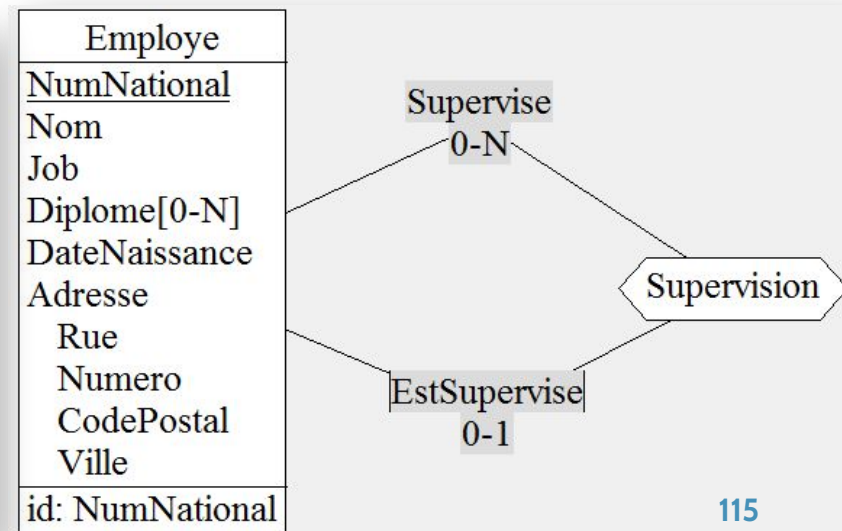 Employe
NumNational
Nom
Job
Diplome[0-N]
DateNaissance
Adresse
Rue
Numero
CodePostal
Ville
id: NumNational
Supervise
0-N
Supervision
EstSupervise
0-1
115